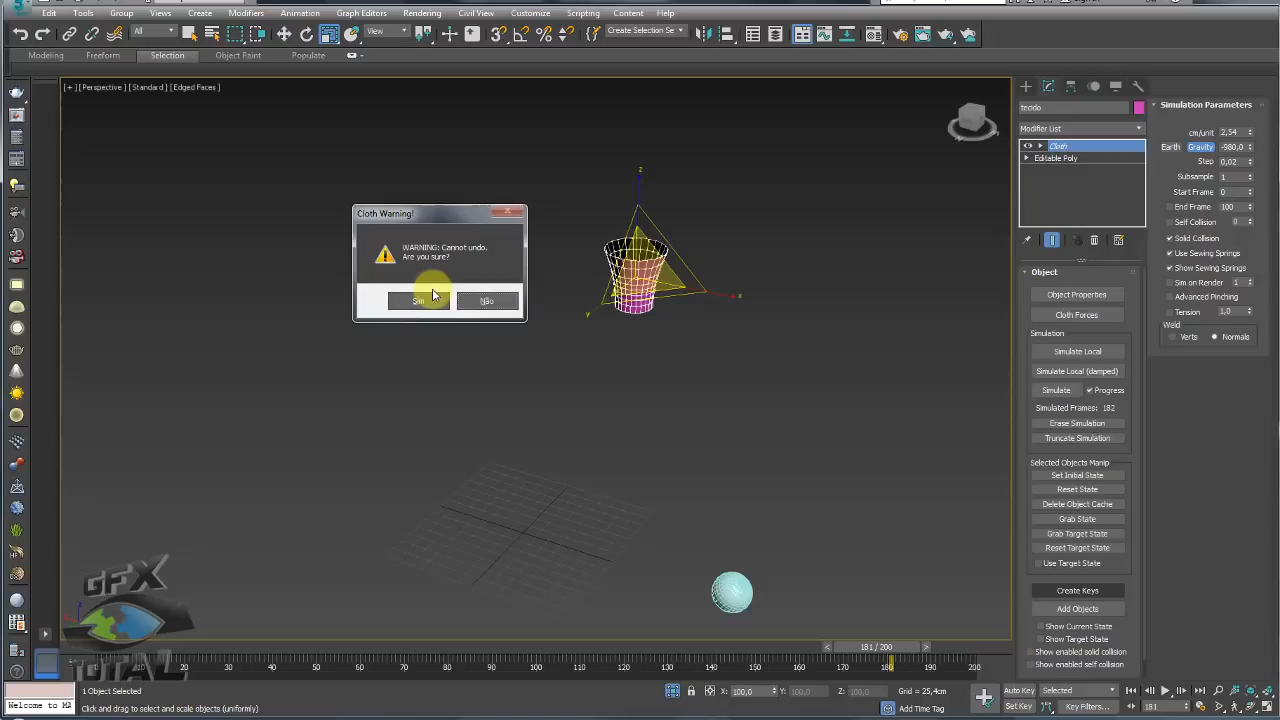 Edit Tools Group Views Create Modifiers Animation Graph Editors Rendering Civil View Customize Scripting Content Help
All View Create Selection Se
Modeling Freeform Selection Object Paint Populate
[+] [Perspective] [Standard] [Edged Faces]
z
x
y
Cloth Warning!
WARNING: Cannot undo.
Are you sure?
Sim Não
GFX
TOTAL
tecido
Modifier List
Cloth
Editable Poly
Object
Object Properties
Cloth Forces
Simulation
Simulate Local
Simulate Local (damped)
Simulate Progress
Simulated Frames: 182
Erase Simulation
Truncate Simulation
Selected Objects Manip
Set Initial State
Reset State
Delete Object Cache
Grab State
Grab Target State
Reset Target State
Use Target State
Create Keys
Add Objects
Show Current State
Show Target State
Show enabled solid collision
Show enabled self collision
Simulation Parameters
cm/unit 2,54
Earth Gravity -980,0
Step 0,02
Subsample 1
Start Frame 0
End Frame 100
Self Collision 0
Solid Collision
Use Sewing Springs
Show Sewing Springs
Sim on Render 1
Advanced Pinching
Tension 1,0
Weld
Verts Normals
181 / 200
20 30 40 50 60 70 80 90 100 110 120 130 140 150 160 170 180 190 200
1 Object Selected
X: 100,0 Y: 100,0 Z: 100,0 Grid = 25,4cm
Auto Key Selected
Welcome to M
Click and drag to select and scale objects (uniformly)
Add Time Tag
Set Key Key Filters... 181